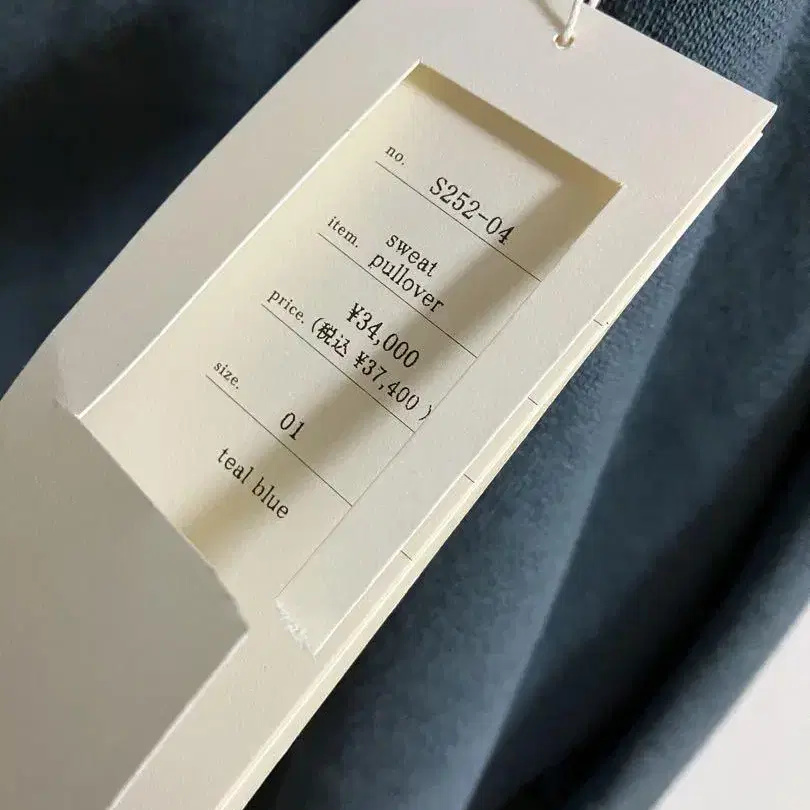 no.
S252-04
item.
sweat
pullover
price.
¥34,000
(税込 ¥37,400 )
size.
01
teal blue